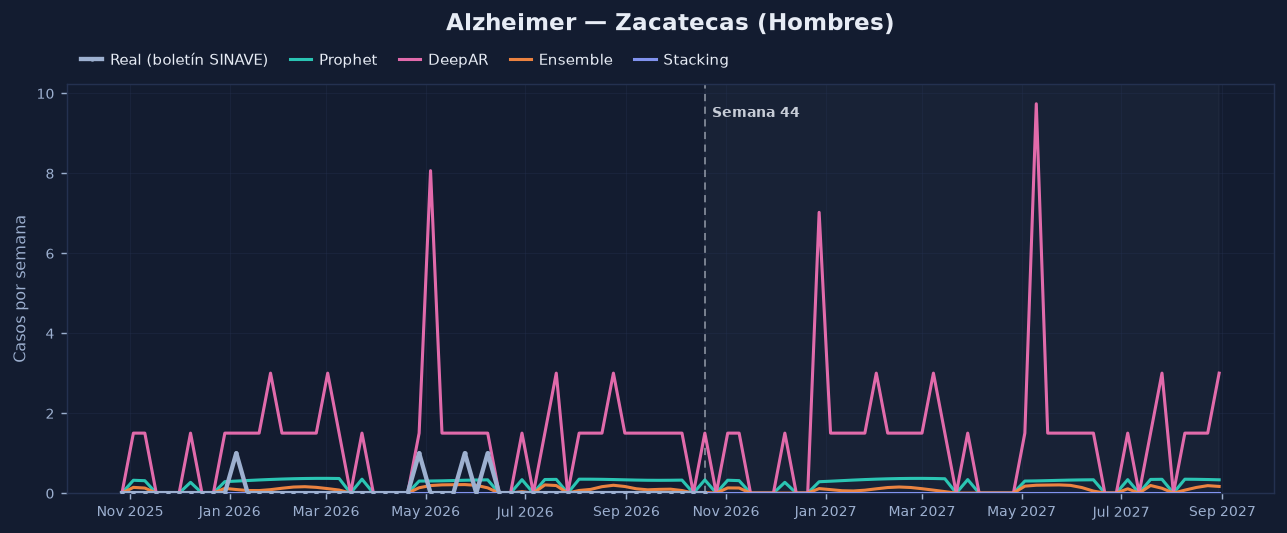 Alzheimer — Zacatecas (Hombres)
Real (boletín SINAVE) Prophet DeepAR Ensemble Stacking
Semana 44
Casos por semana
10
8
6
4
2
0
Nov 2025 Jan 2026 Mar 2026 May 2026 Jul 2026 Sep 2026 Nov 2026 Jan 2027 Mar 2027 May 2027 Jul 2027 Sep 2027